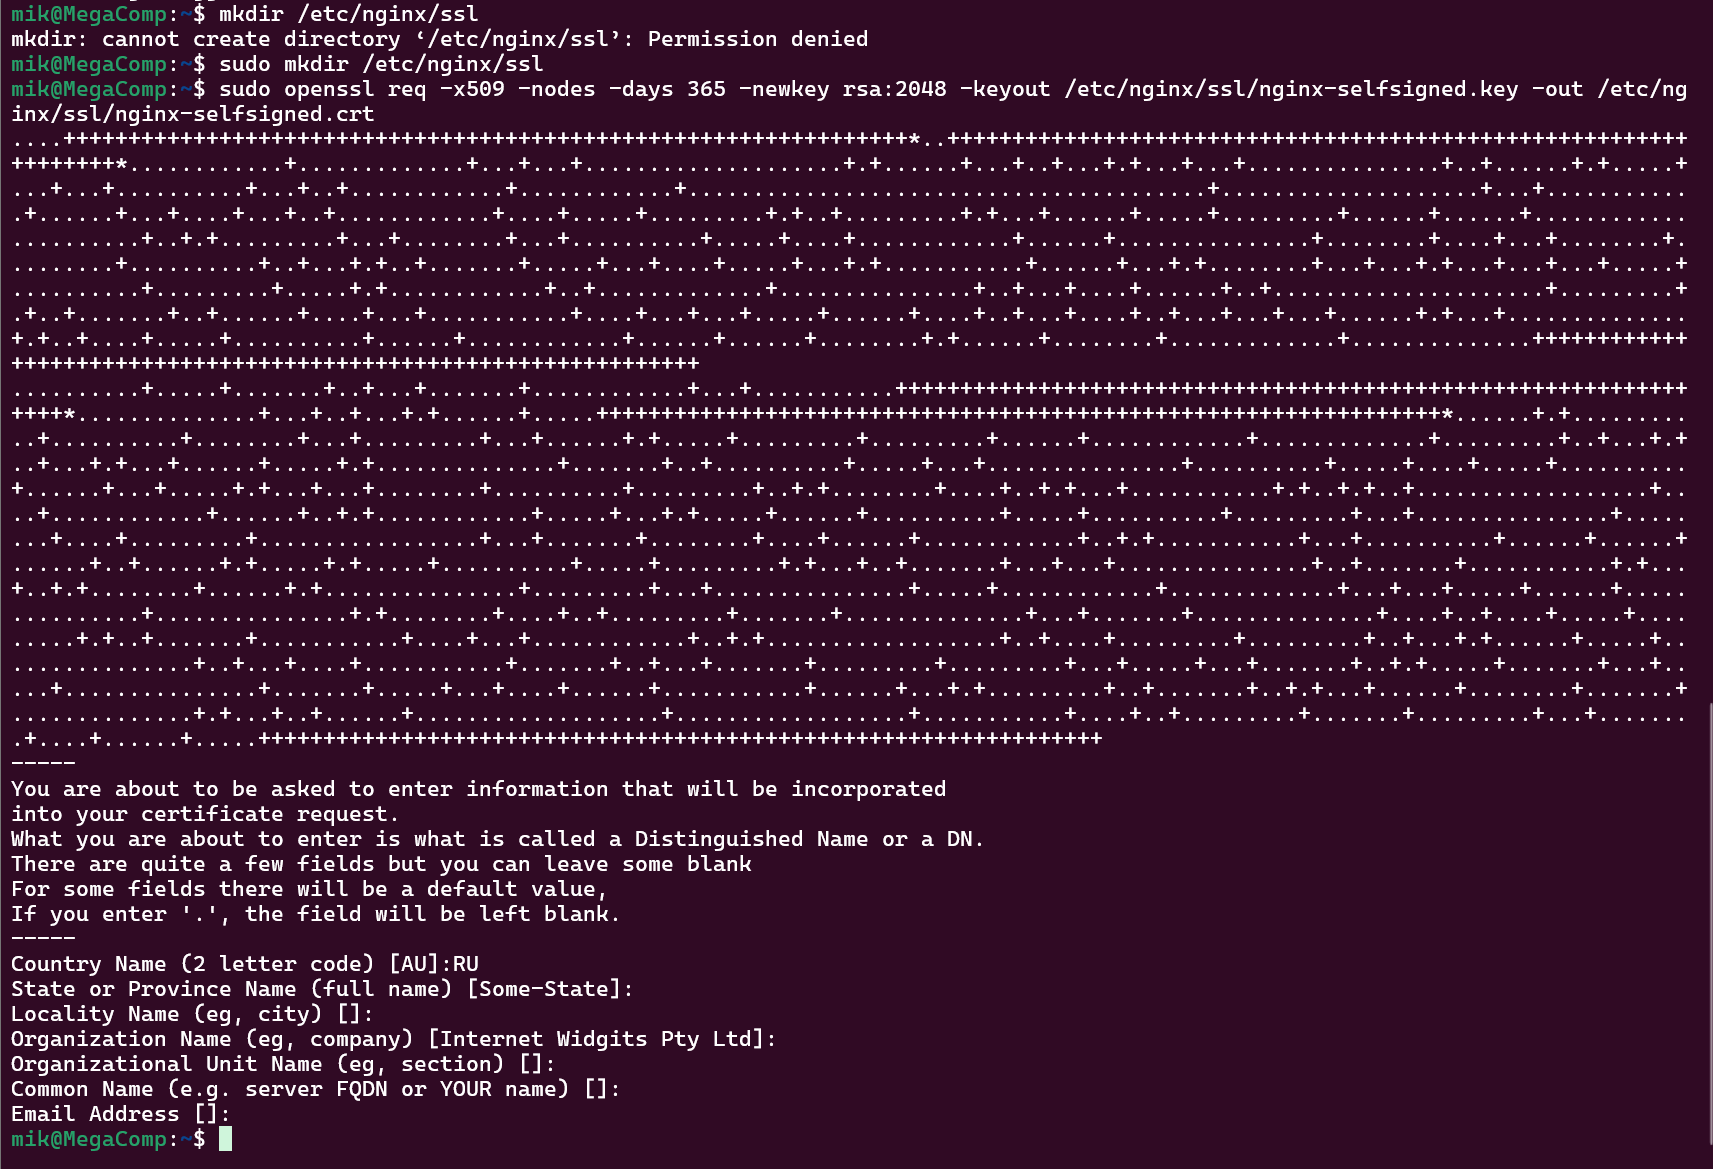 mik@MegaComp:~$ mkdir /etc/nginx/ssl
mkdir: cannot create directory ‘/etc/nginx/ssl’: Permission denied
mik@MegaComp:~$ sudo mkdir /etc/nginx/ssl
mik@MegaComp:~$ sudo openssl req -x509 -nodes -days 365 -newkey rsa:2048 -keyout /etc/nginx/ssl/nginx-selfsigned.key -out /etc/ng
inx/ssl/nginx-selfsigned.crt
-----
You are about to be asked to enter information that will be incorporated
into your certificate request.
What you are about to enter is what is called a Distinguished Name or a DN.
There are quite a few fields but you can leave some blank
For some fields there will be a default value,
If you enter '.', the field will be left blank.
-----
Country Name (2 letter code) [AU]:RU
State or Province Name (full name) [Some-State]:
Locality Name (eg, city) []:
Organization Name (eg, company) [Internet Widgits Pty Ltd]:
Organizational Unit Name (eg, section) []:
Common Name (e.g. server FQDN or YOUR name) []:
Email Address []:
mik@MegaComp:~$